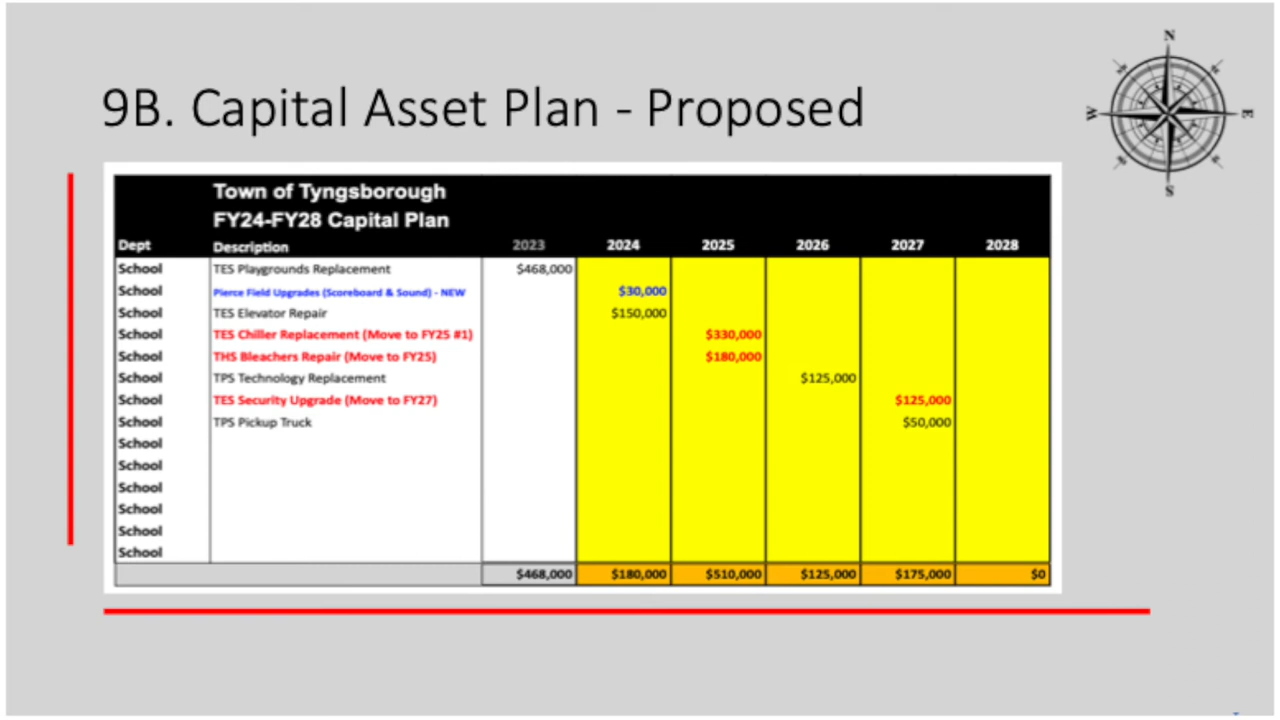 9B. Capital Asset Plan - Proposed
N
W
E
S
Town of Tyngsborough
FY24-FY28 Capital Plan
Dept Description 2023 2024 2025 2026 2027 2028
School TES Playgrounds Replacement $468,000
School Pierce Field Upgrades (Scoreboard & Sound) - NEW $30,000
School TES Elevator Repair $150,000
School TES Chiller Replacement (Move to FY25 #1) $330,000
School THS Bleachers Repair (Move to FY25) $180,000
School TPS Technology Replacement $125,000
School TES Security Upgrade (Move to FY27) $125,000
School TPS Pickup Truck $50,000
School
School
School
School
School
School
$468,000 $180,000 $510,000 $125,000 $175,000 $0